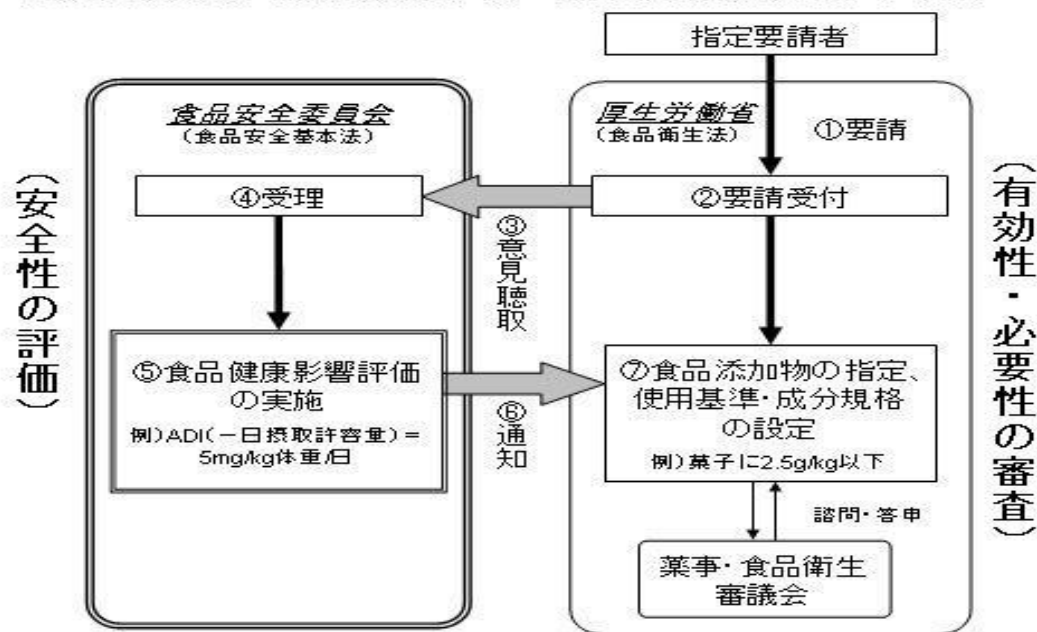 指定要請者
食品安全委員会
(食品安全基本法)
厚生労働省
(食品衛生法)
①要請
④受理
②要請受付
③意見聴取
⑤食品健康影響評価
の実施
例)ADI(一日摂取許容量)=
5mg/kg体重/日
⑥通知
⑦食品添加物の指定、
使用基準・成分規格
の設定
例)菓子に2.5g/kg以下
諮問・答申
薬事・食品衛生
審議会
(安全性の評価)
(有効性・必要性の審査)